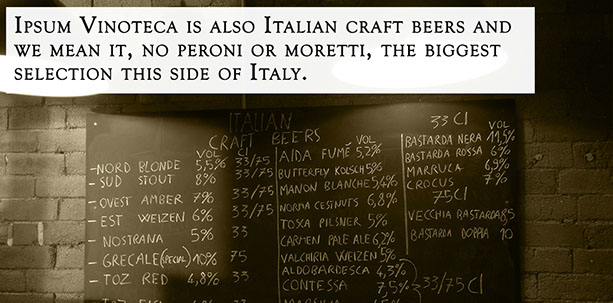 Ipsum Vinoteca is also Italian craft beers and
we mean it, no peroni or moretti, the biggest
selection this side of Italy.
ITALIAN
CRAFT BEERS
VOL Cl
-NORD BLONDE 5,5% 33/75
-SUD STOUT 8% 33/75
-OVEST AMBER 7% 33/75
-EST WEIZEN 6% 33/75
-NOSTRANA 5% 33
-GRECALE (SPECIAL) 10% 75
-TOZ RED 4,8% 33
VOL
AIDA FUMÉ 5,2%
BUTTERFLY KOLSCH 5%
MANON BLANCHE 5,4%
NORMA CESTNUTS 6,8%
TOSCA PILSNER 5%
CARMEN PALE ALE 6,2%
VALCHIRIA WEIZEN 5%
ALDOBARDESCA 4,3%
CONTESSA 7,5% 33/75 Cl
33 Cl
VOL
BASTARDA NERA 11,5%
BASTARDA ROSSA 6%
MARRUCA 6,9%
CROCUS 7%
75Cl
VECCHIA BASTARDA 8,5
BASTARDA DOPPIA 10